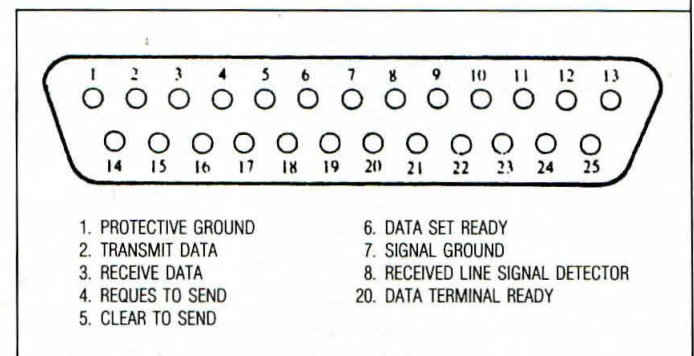 1 2 3 4 5 6 7 8 9 10 11 12 13
14 15 16 17 18 19 20 21 22 23 24 25
1. PROTECTIVE GROUND
2. TRANSMIT DATA
3. RECEIVE DATA
4. REQUES TO SEND
5. CLEAR TO SEND
6. DATA SET READY
7. SIGNAL GROUND
8. RECEIVED LINE SIGNAL DETECTOR
20. DATA TERMINAL READY